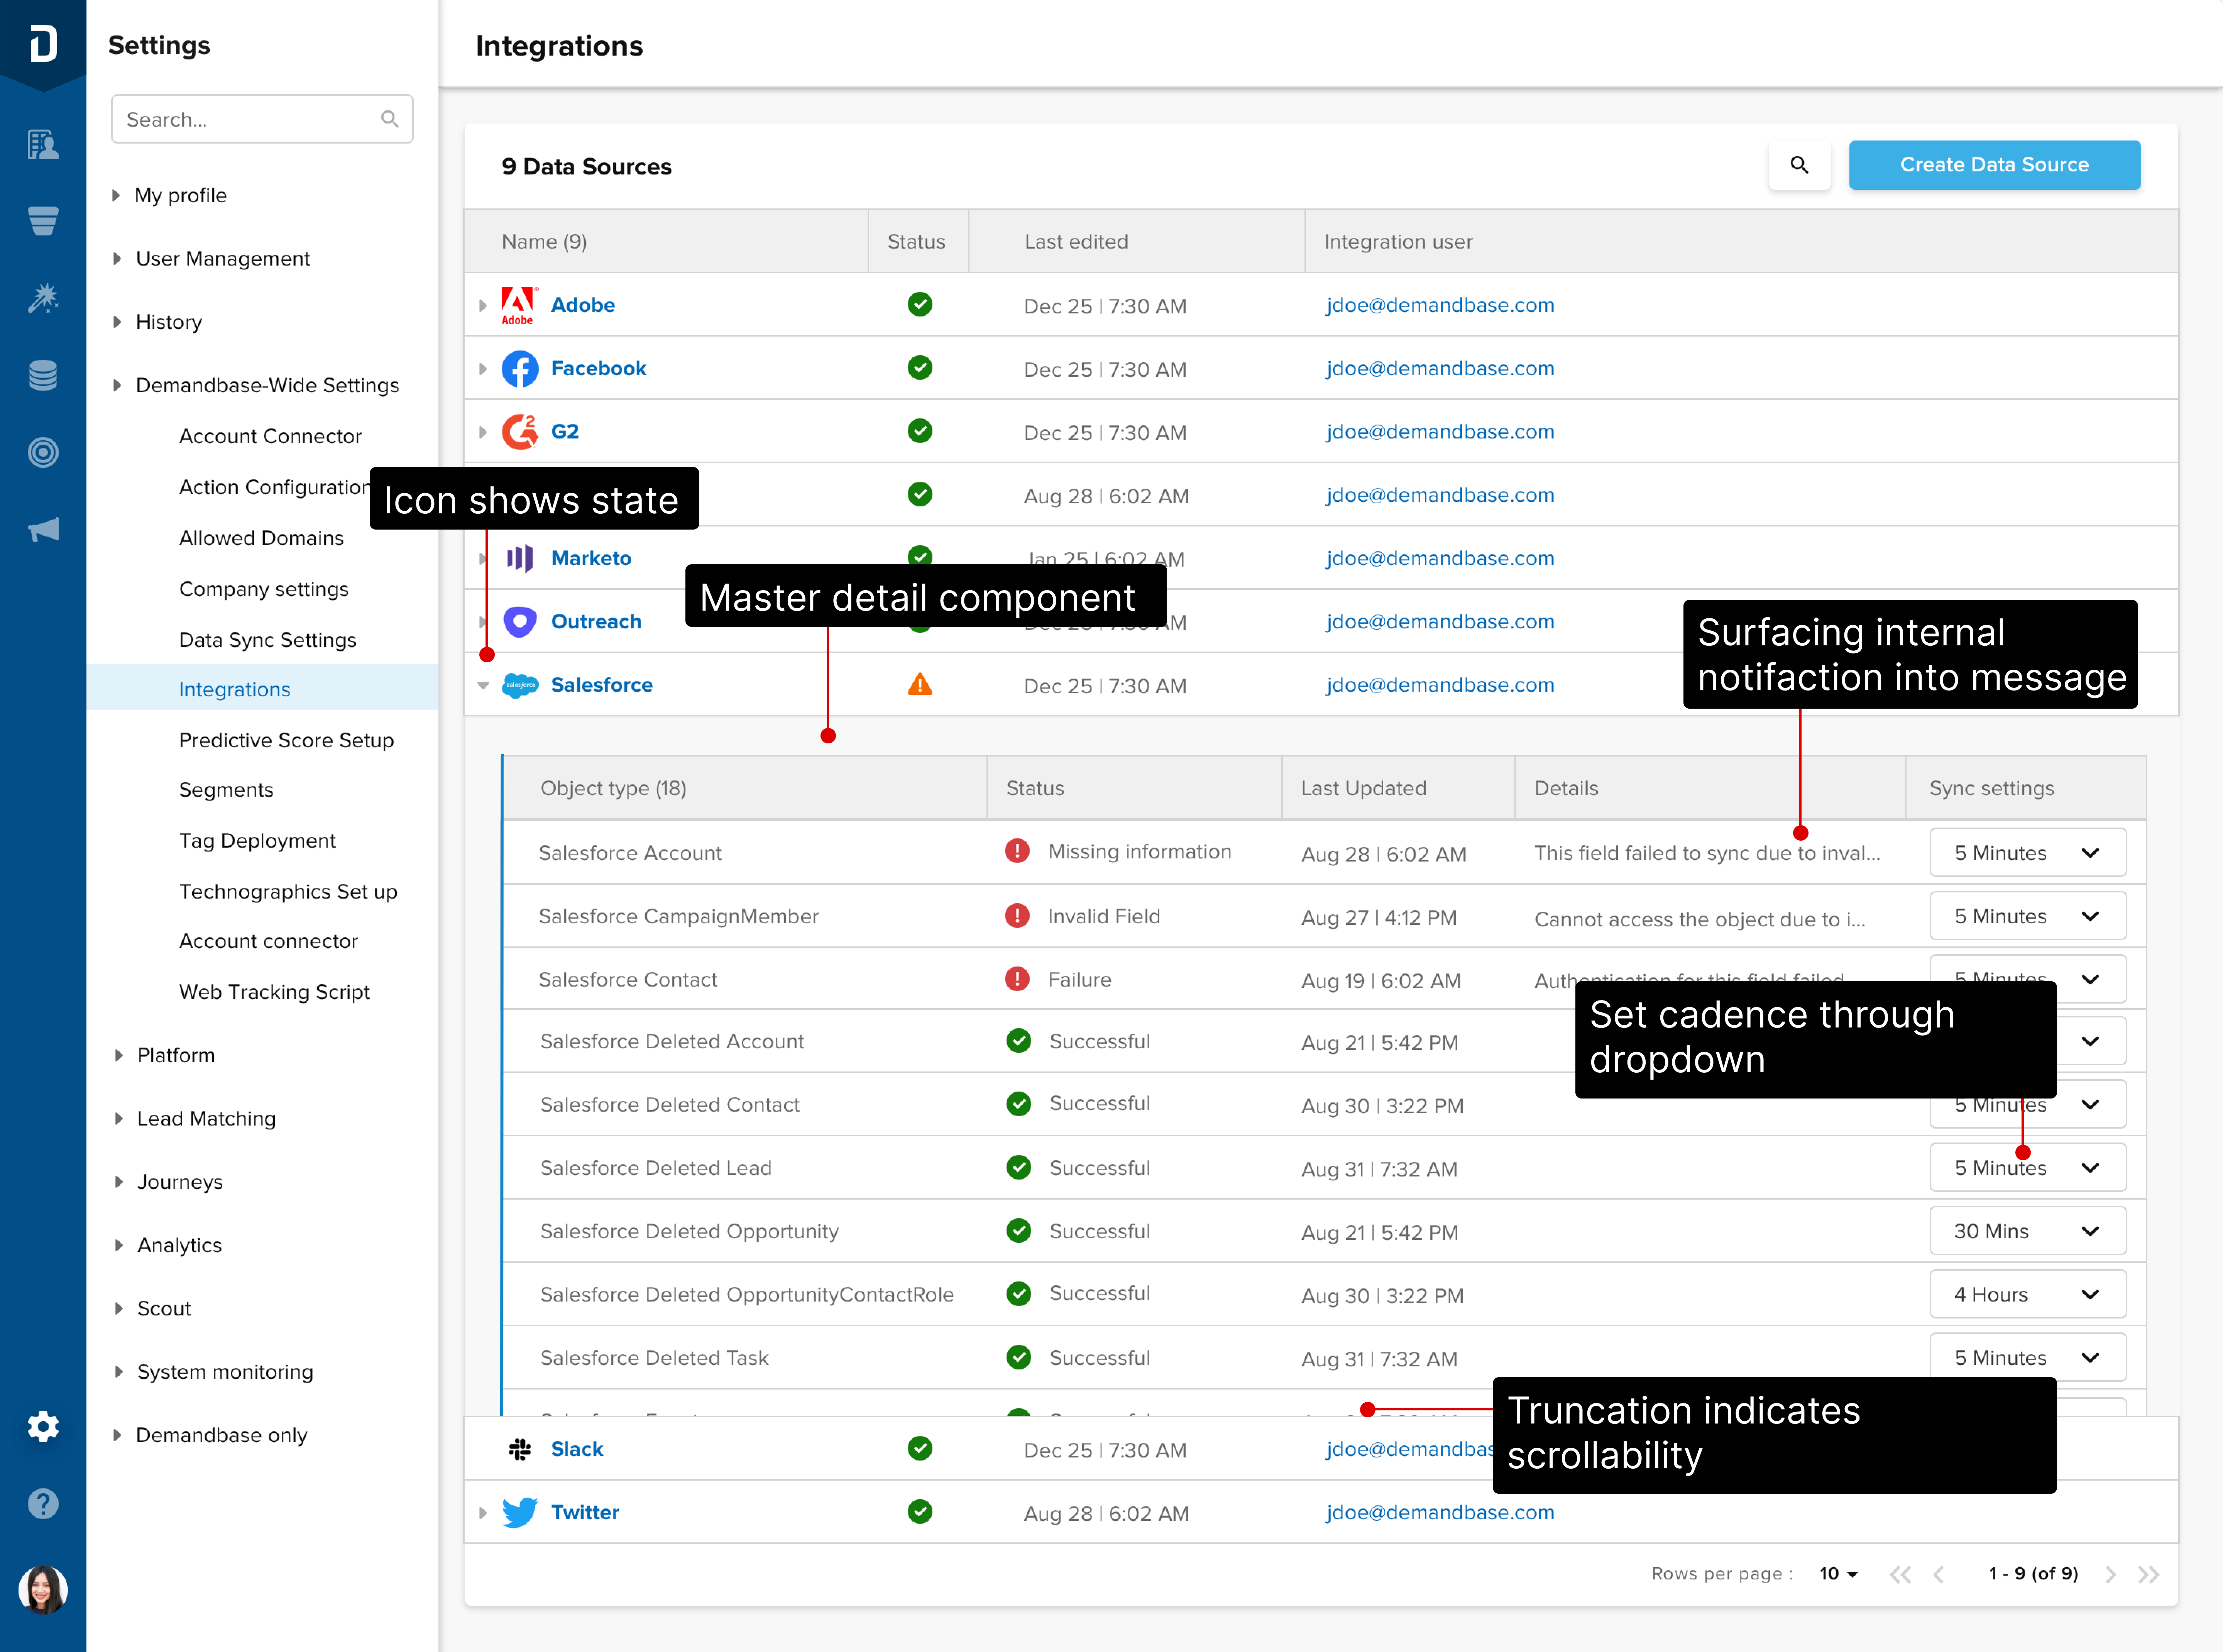 Settings
Search...
My profile
User Management
History
Demandbase-Wide Settings
Account Connector
Action Configuration
Allowed Domains
Company settings
Data Sync Settings
Integrations
Predictive Score Setup
Segments
Tag Deployment
Technographics Set up
Account connector
Web Tracking Script
Platform
Lead Matching
Journeys
Analytics
Scout
System monitoring
Demandbase only
Integrations
9 Data Sources
Create Data Source
Name (9) Status Last edited Integration user
Adobe Adobe Dec 25 | 7:30 AM jdoe@demandbase.com
Facebook Dec 25 | 7:30 AM jdoe@demandbase.com
G2 Dec 25 | 7:30 AM jdoe@demandbase.com
Icon shows state
Aug 28 | 6:02 AM jdoe@demandbase.com
Marketo Jan 25 | 6:02 AM jdoe@demandbase.com
Master detail component
Outreach Dec 25 | 7:30 AM jdoe@demandbase.com
Surfacing internal
notifaction into message
salesforce Salesforce Dec 25 | 7:30 AM jdoe@demandbase.com
Object type (18) Status Last Updated Details Sync settings
Salesforce Account Missing information Aug 28 | 6:02 AM This field failed to sync due to inval... 5 Minutes
Salesforce CampaignMember Invalid Field Aug 27 | 4:12 PM Cannot access the object due to i... 5 Minutes
Salesforce Contact Failure Aug 19 | 6:02 AM Authentication for this field failed 5 Minutes
Set cadence through
dropdown
Salesforce Deleted Account Successful Aug 21 | 5:42 PM
Salesforce Deleted Contact Successful Aug 30 | 3:22 PM 5 Minutes
Salesforce Deleted Lead Successful Aug 31 | 7:32 AM 5 Minutes
Salesforce Deleted Opportunity Successful Aug 21 | 5:42 PM 30 Mins
Salesforce Deleted OpportunityContactRole Successful Aug 30 | 3:22 PM 4 Hours
Salesforce Deleted Task Successful Aug 31 | 7:32 AM 5 Minutes
Truncation indicates
scrollability
Slack Dec 25 | 7:30 AM jdoe@demandbas
Twitter Aug 28 | 6:02 AM jdoe@demandbase.com
Rows per page : 10 1 - 9 (of 9)